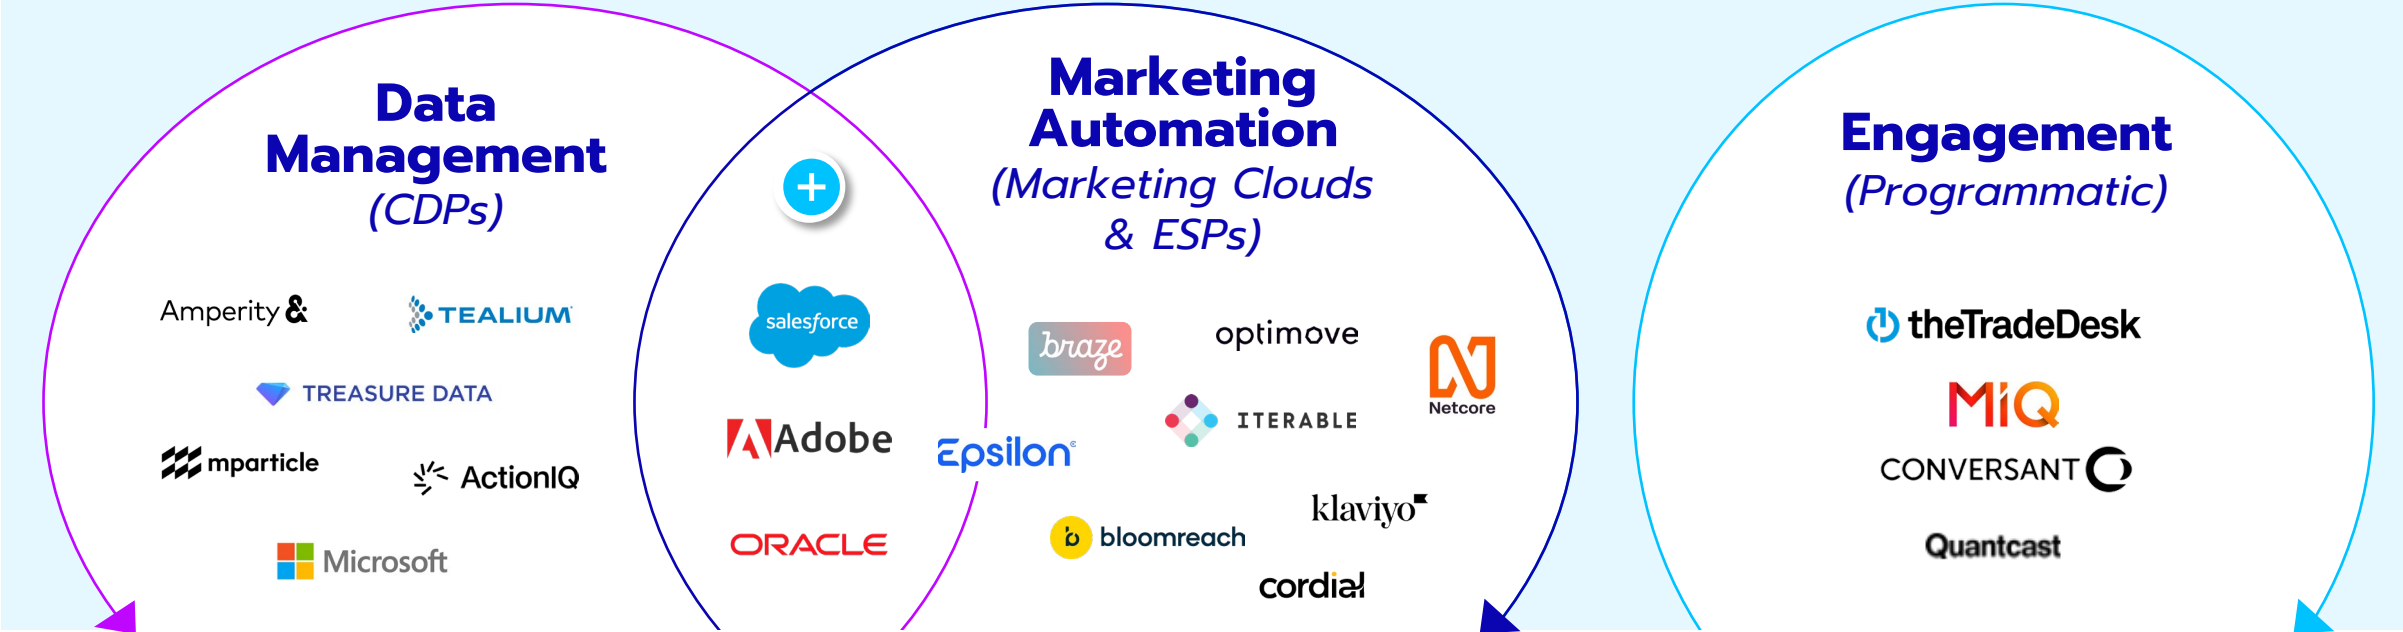 Data
Management
(CDPs)
Amperity &
TEALIUM
TREASURE DATA
mparticle
ActionIQ
Microsoft
+
salesforce
Adobe
ORACLE
Epsilon
Marketing
Automation
(Marketing Clouds
& ESPs)
braze
optimove
Netcore
ITERABLE
klaviyo
bloomreach
cordial
Engagement
(Programmatic)
theTradeDesk
MiQ
CONVERSANT
Quantcast